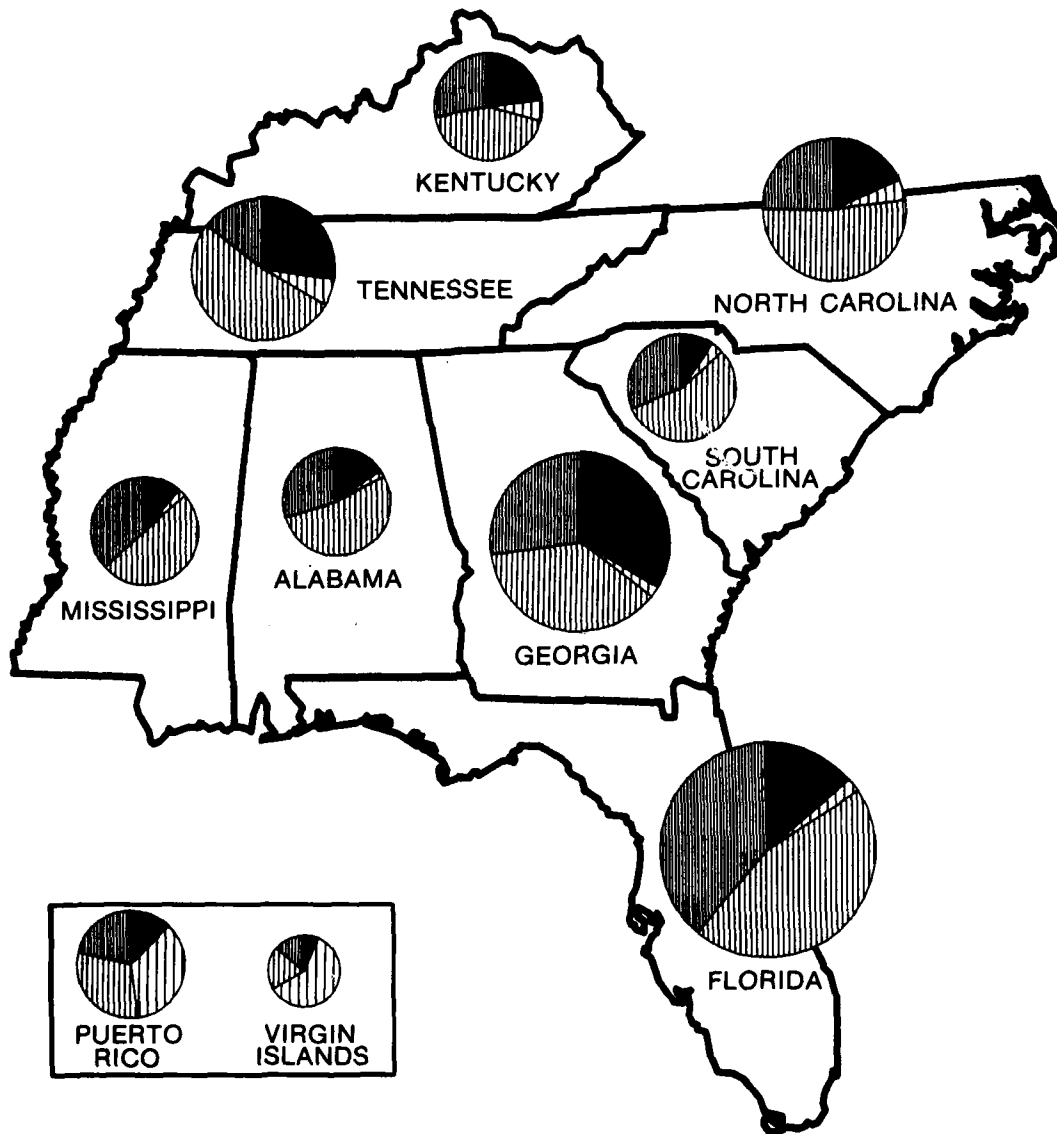 KENTUCKY
TENNESSEE
NORTH CAROLINA
SOUTH
CAROLINA
MISSISSIPPI
ALABAMA
GEORGIA
FLORIDA
PUERTO
RICO
VIRGIN
ISLANDS